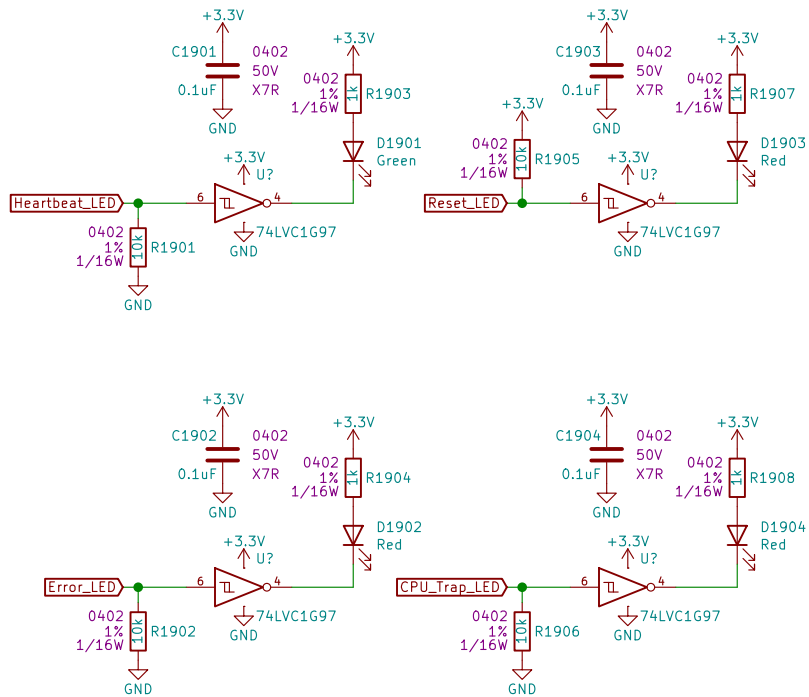 +3.3V
C1901
0402
50V
X7R
0.1uF
GND
+3.3V
0402
1%
1/16W
1k
R1903
D1901
Green
+3.3V
U?
Heartbeat_LED
6
4
74LVC1G97
GND
0402
1%
1/16W
10k
R1901
GND
+3.3V
C1903
0402
50V
X7R
0.1uF
GND
+3.3V
0402
1%
1/16W
1k
R1907
D1903
Red
+3.3V
0402
1%
1/16W
10k
R1905
+3.3V
U?
Reset_LED
6
4
74LVC1G97
GND
+3.3V
C1902
0402
50V
X7R
0.1uF
GND
+3.3V
0402
1%
1/16W
1k
R1904
D1902
Red
+3.3V
U?
Error_LED
6
4
74LVC1G97
GND
0402
1%
1/16W
10k
R1902
GND
+3.3V
C1904
0402
50V
X7R
0.1uF
GND
+3.3V
0402
1%
1/16W
1k
R1908
D1904
Red
+3.3V
U?
CPU_Trap_LED
6
4
74LVC1G97
GND
0402
1%
1/16W
10k
R1906
GND